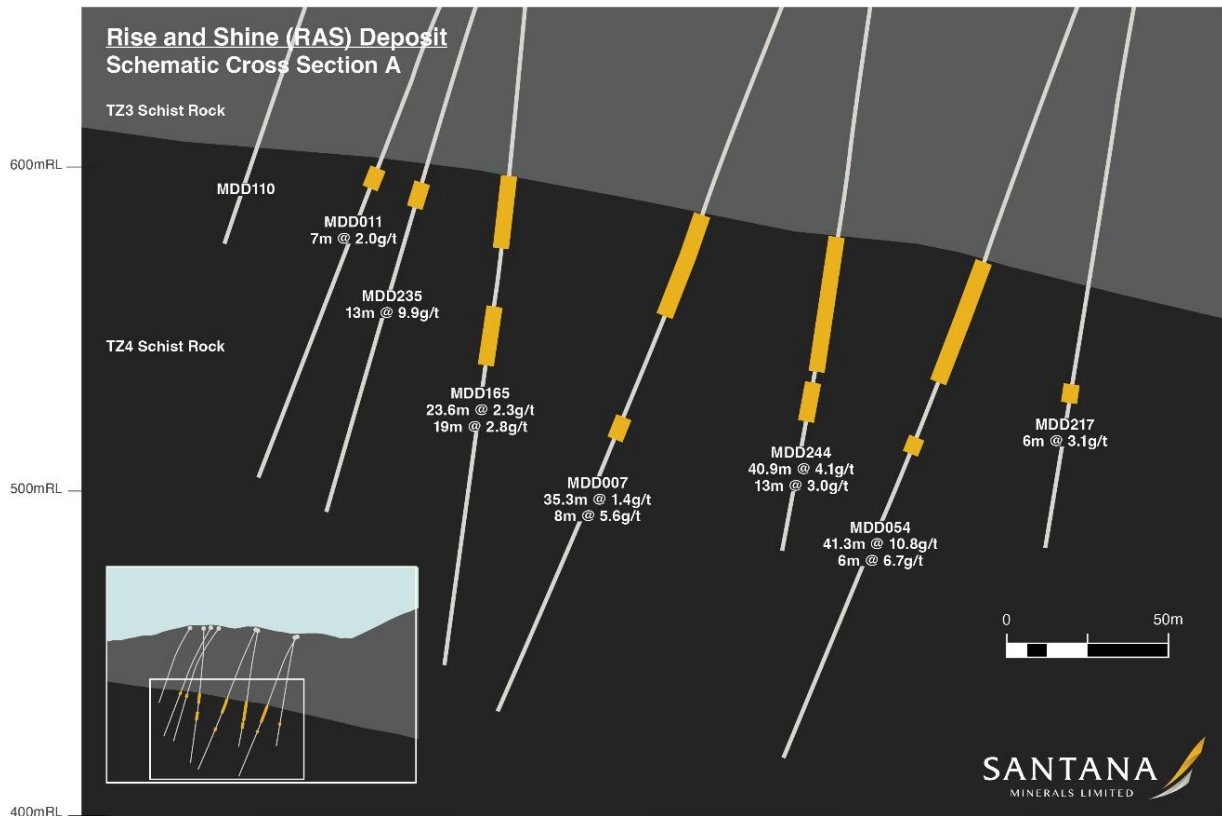 Rise and Shine (RAS) Deposit
Schematic Cross Section A
TZ3 Schist Rock
600mRL
MDD110
MDD011
7m @ 2.0g/t
MDD235
13m @ 9.9g/t
TZ4 Schist Rock
MDD165
23.6m @ 2.3g/t
19m @ 2.8g/t
MDD217
6m @ 3.1g/t
MDD244
40.9m @ 4.1g/t
13m @ 3.0g/t
500mRL
MDD007
35.3m @ 1.4g/t
8m @ 5.6g/t
MDD054
41.3m @ 10.8g/t
6m @ 6.7g/t
0 50m
SANTANA
MINERALS LIMITED
400mRL